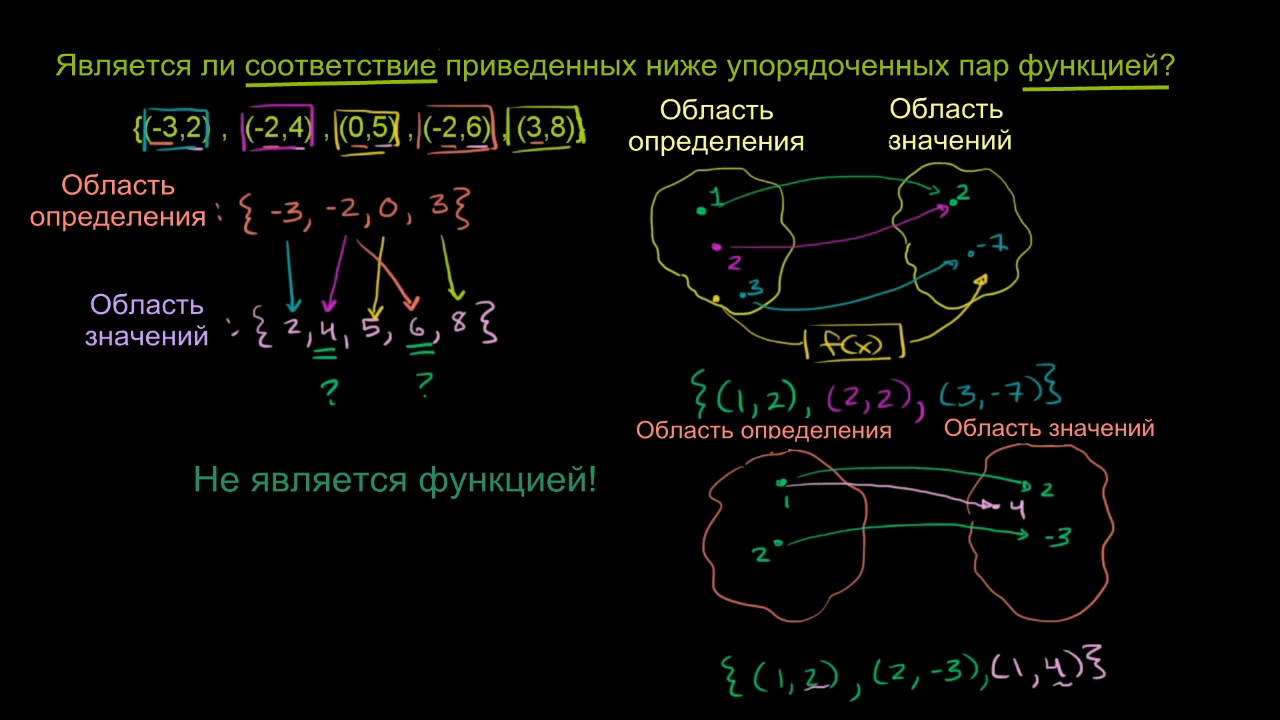 Является ли соответствие приведенных ниже упорядоченных пар функцией?
{(-3,2), (-2,4), (0,5), (-2,6), (3,8)}
Область
определения : { -3, -2, 0, 3}
Область
значений : { 2, 4, 5, 6, 8 }
? ?
Не является функцией!
Область
определения
Область
значений
1
2
3
2
-7
f(x)
{(1,2), (2,2), (3,-7)}
Область определения
Область значений
1
2
2
4
-3
{(1,2), (2,-3), (1,4)}